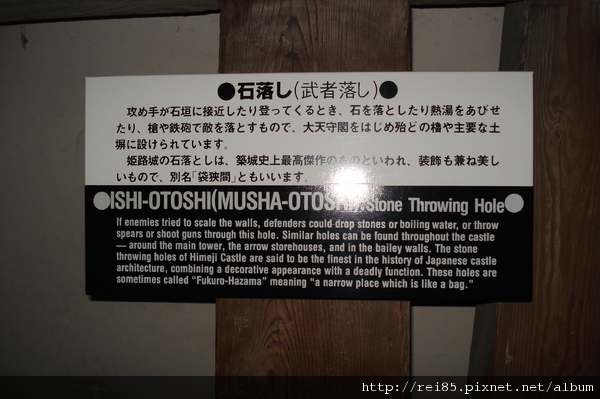 ●石落し(武者落し)●
攻め手が石垣に接近したり登ってくるとき、石を落としたり熱湯をあびせ
たり、槍や鉄砲で敵を落とすもので、大天守閣をはじめ殆どの櫓や主要な土
塀に設けられています。
姫路城の石落としは、築城史上最高傑作のものといわれ、装飾も兼ね美し
いもので、別名「袋狭間」ともいいます。
●ISHI-OTOSHI(MUSHA-OTOSHI):Stone Throwing Hole●
If enemies tried to scale the walls, defenders could drop stones or boiling water, or throw
spears or shoot guns through this hole. Similar holes can be found throughout the castle
— around the main tower, the arrow storehouses, and in the bailey walls. The stone
throwing holes of Himeji Castle are said to be the finest in the history of Japanese castle
architecture, combining a decorative appearance with a deadly function. These holes are
sometimes called "Fukuro-Hazama" meaning "a narrow place which is like a bag."
http://rei85.pixnet.net/album